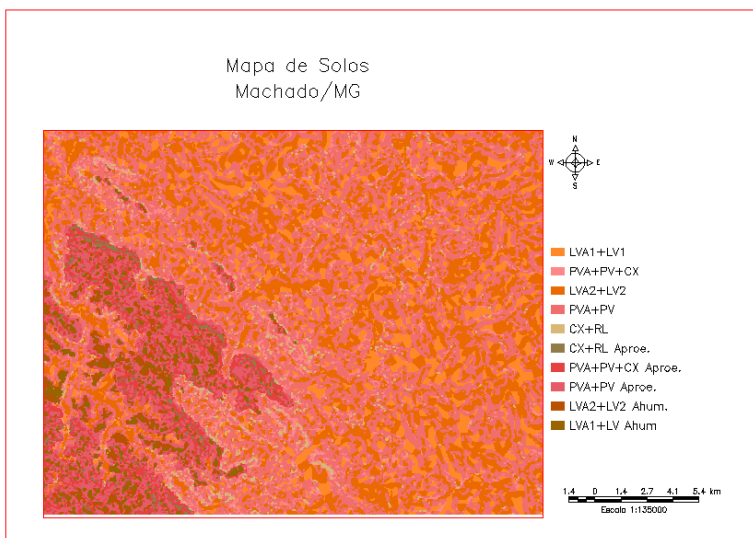 Mapa de Solos
Machado/MG
N
W E
S
LVA1+LV1
PVA+PV+CX
LVA2+LV2
PVA+PV
CX+RL
CX+RL Aproe.
PVA+PV+CX Aproe.
PVA+PV Aproe.
LVA2+LV2 Ahum.
LVA1+LV Ahum
1.4 0 1.4 2.7 4.1 5.4 km
Escala 1:135000